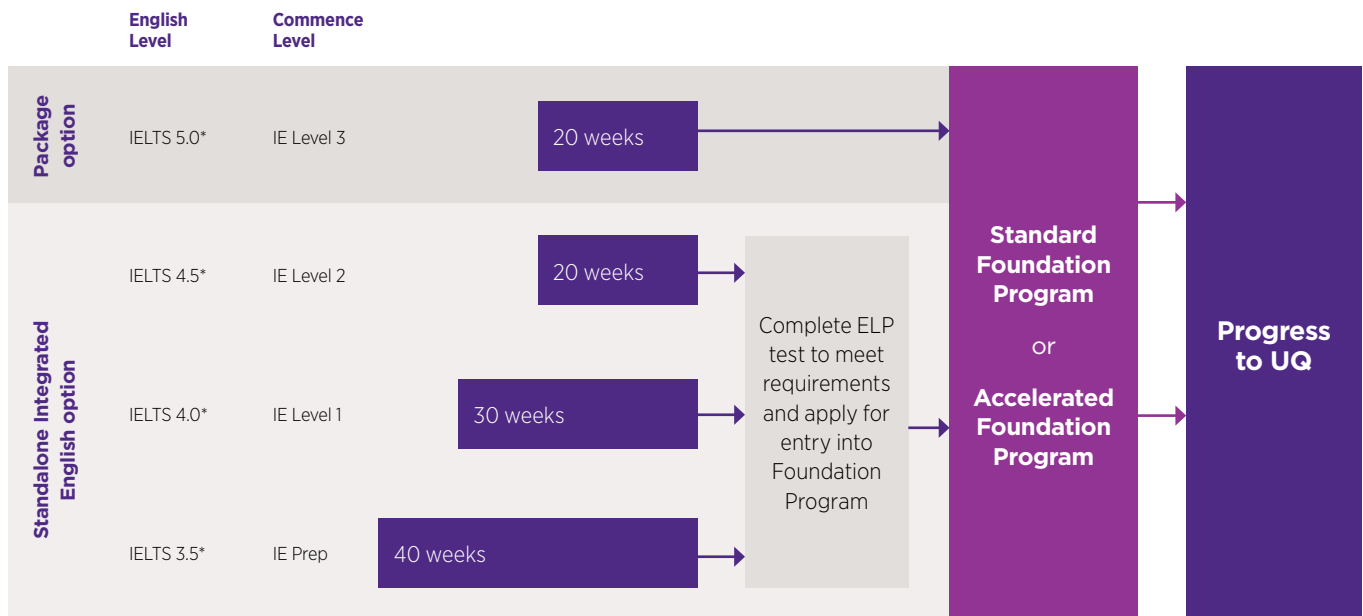 English
Level
Commence
Level
Package
option
IELTS 5.0*
IE Level 3
20 weeks
Standalone Integrated
English option
IELTS 4.5*
IE Level 2
20 weeks
IELTS 4.0*
IE Level 1
30 weeks
IELTS 3.5*
IE Prep
40 weeks
Complete ELP
test to meet
requirements
and apply for
entry into
Foundation
Program
Standard
Foundation
Program
or
Accelerated
Foundation
Program
Progress
to UQ